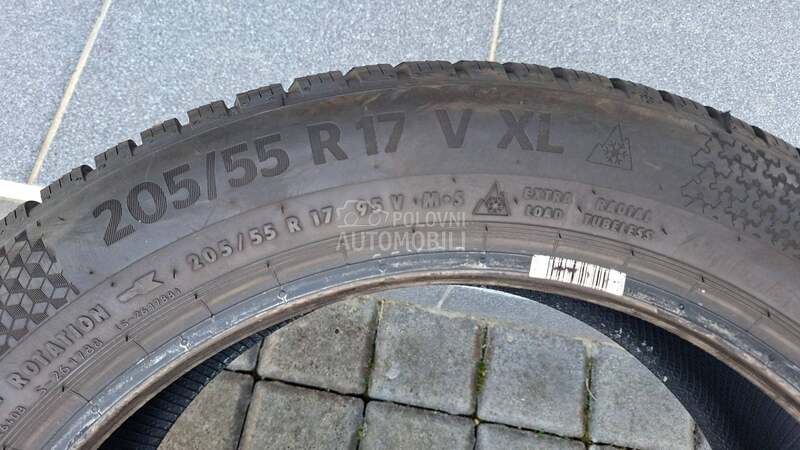 205/55 R 17 V XL
205/55 R 17 95 V M+S EXTRA LOAD RADIAL TUBELESS
ROTATION
POLOVNI
AUTOMOBILI